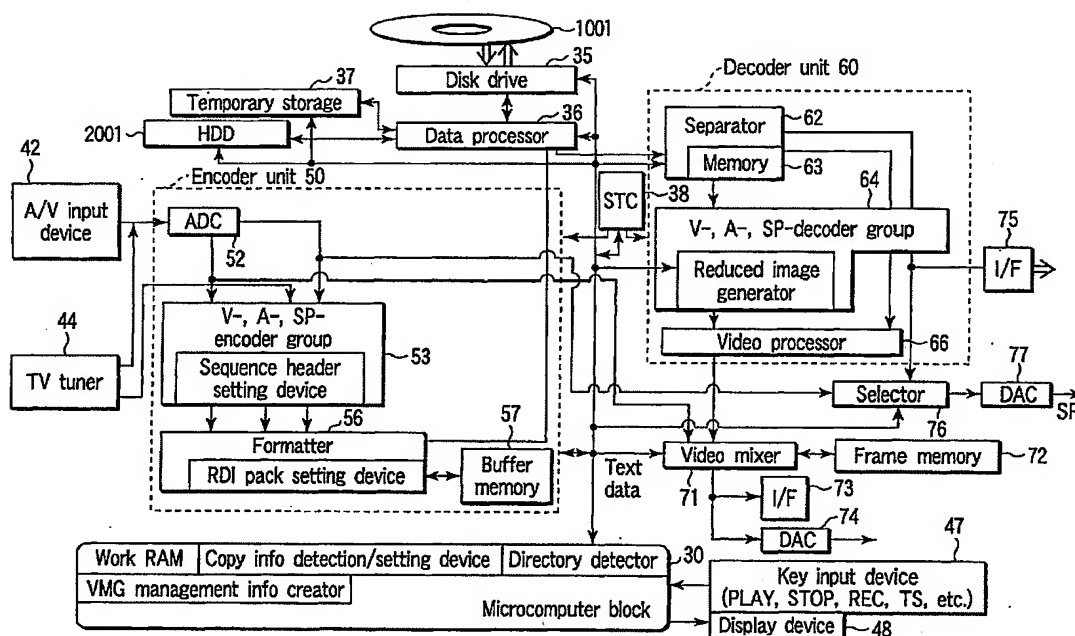 1001
35
Disk drive
37
Temporary storage
36
2001
HDD
Data processor
Decoder unit 60
62
Separator
Memory
63
42
A/V input
device
Encoder unit 50
ADC
52
STC
38
64
V-, A-, SP-decoder group
75
I/F
Reduced image
generator
44
TV tuner
V-, A-, SP-
encoder group
53
Sequence header
setting device
Video processor
66
77
Selector
DAC
76
56
Formatter
RDI pack setting device
57
Buffer
memory
Text
data
Video mixer
71
Frame memory
72
73
I/F
74
DAC
47
Work RAM
Copy info detection/setting device
Directory detector
30
VMG management info creator
Microcomputer block
Key input device
(PLAY, STOP, REC, TS, etc.)
Display device
48